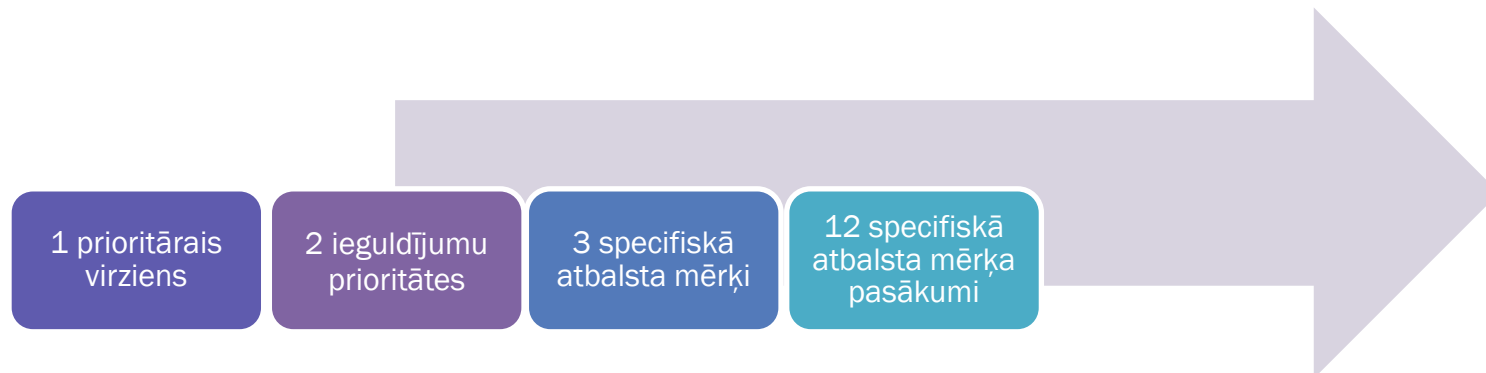 1 prioritārais
virziens
2 ieguldījumu
prioritātes
3 specifiskā
atbalsta mērķi
12 specifiskā
atbalsta mērķa
pasākumi